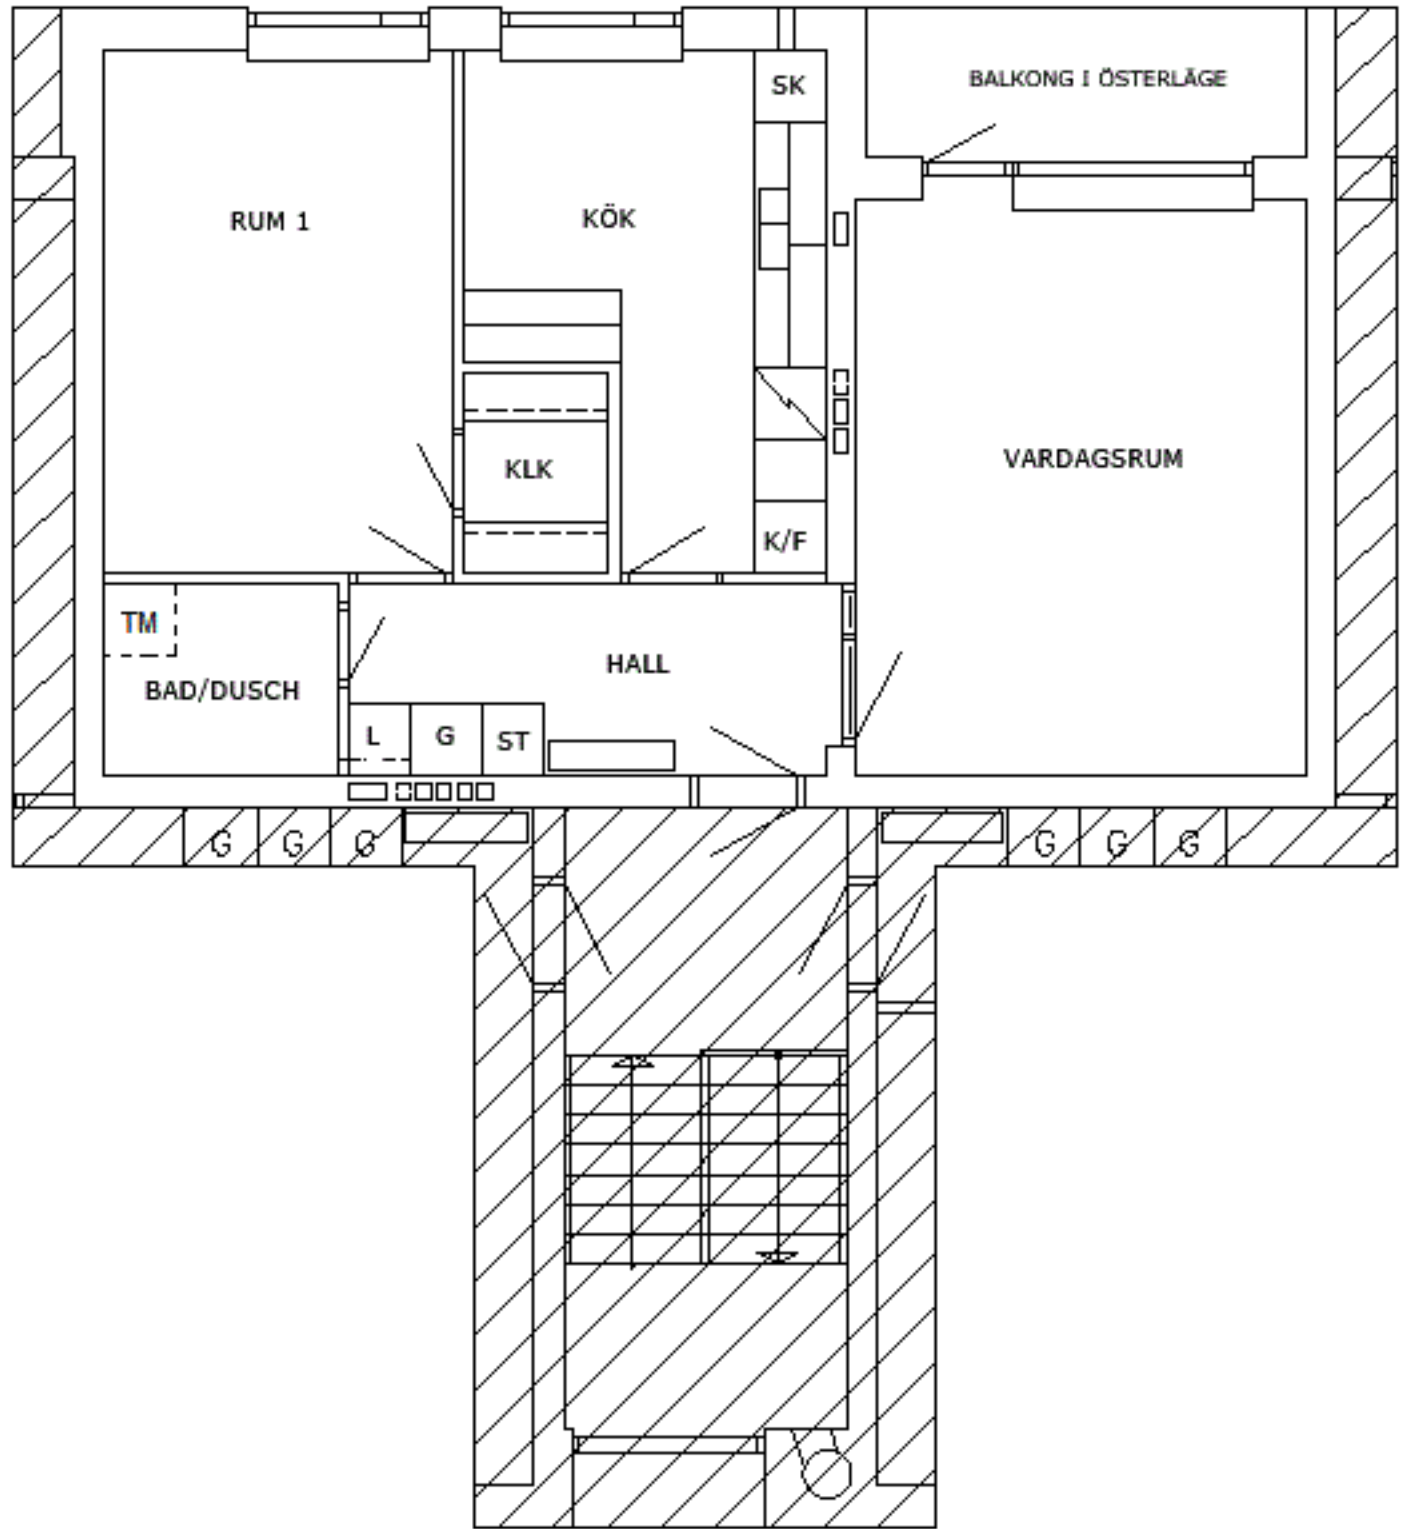 SK
BALKONG I ÖSTERLÄGE
RUM 1
KÖK
VARDAGSRUM
KLK
K/F
TM
HALL
BAD/DUSCH
L
G
ST
G
G
G
G
G
G